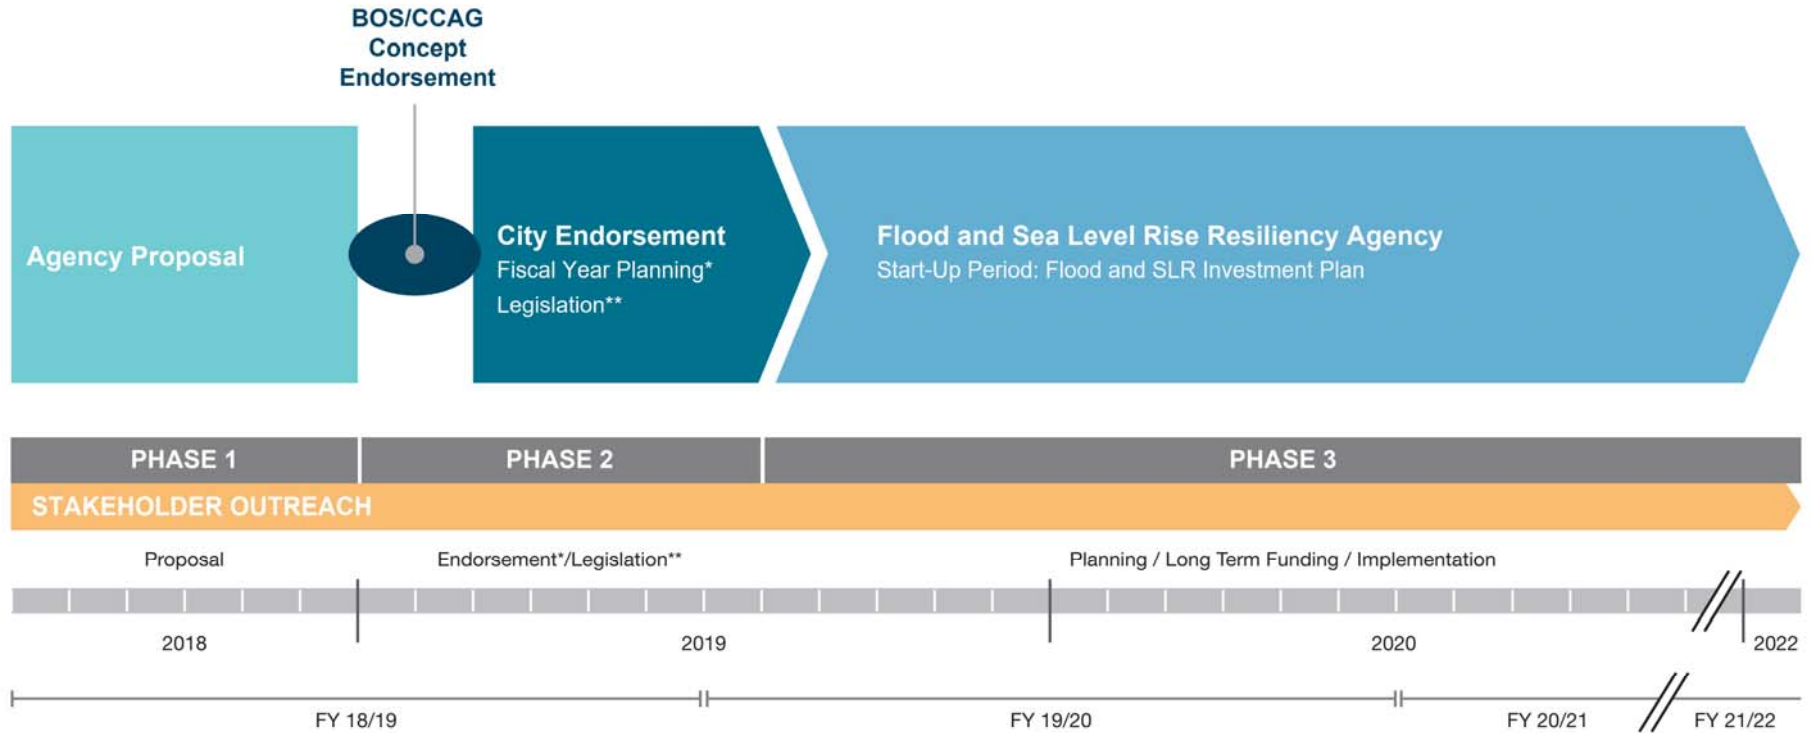 BOS/CCAG
Concept
Endorsement
Agency Proposal
City Endorsement
Fiscal Year Planning*
Legislation**
Flood and Sea Level Rise Resiliency Agency
Start-Up Period: Flood and SLR Investment Plan
PHASE 1
PHASE 2
PHASE 3
STAKEHOLDER OUTREACH
Proposal
Endorsement*/Legislation**
Planning / Long Term Funding / Implementation
2018
2019
2020
2022
FY 18/19
FY 19/20
FY 20/21
FY 21/22